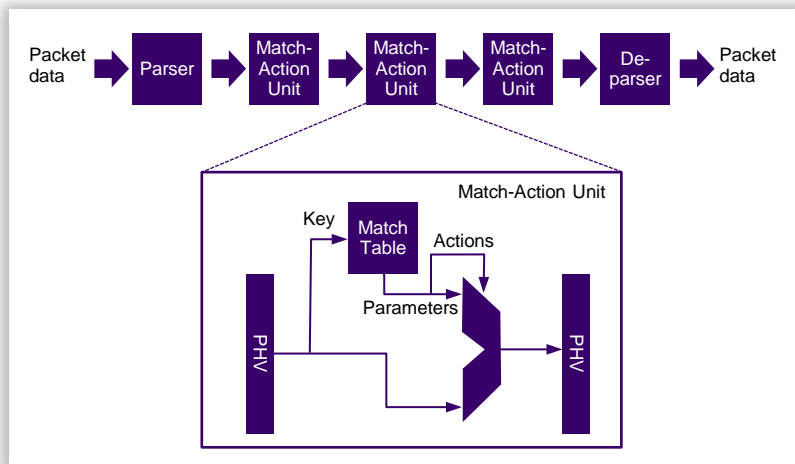 Packet
data
Parser
Match-
Action
Unit
Match-
Action
Unit
Match-
Action
Unit
De-
parser
Packet
data
Match-Action Unit
Key
Match
Table
Actions
Parameters
PHV
PHV